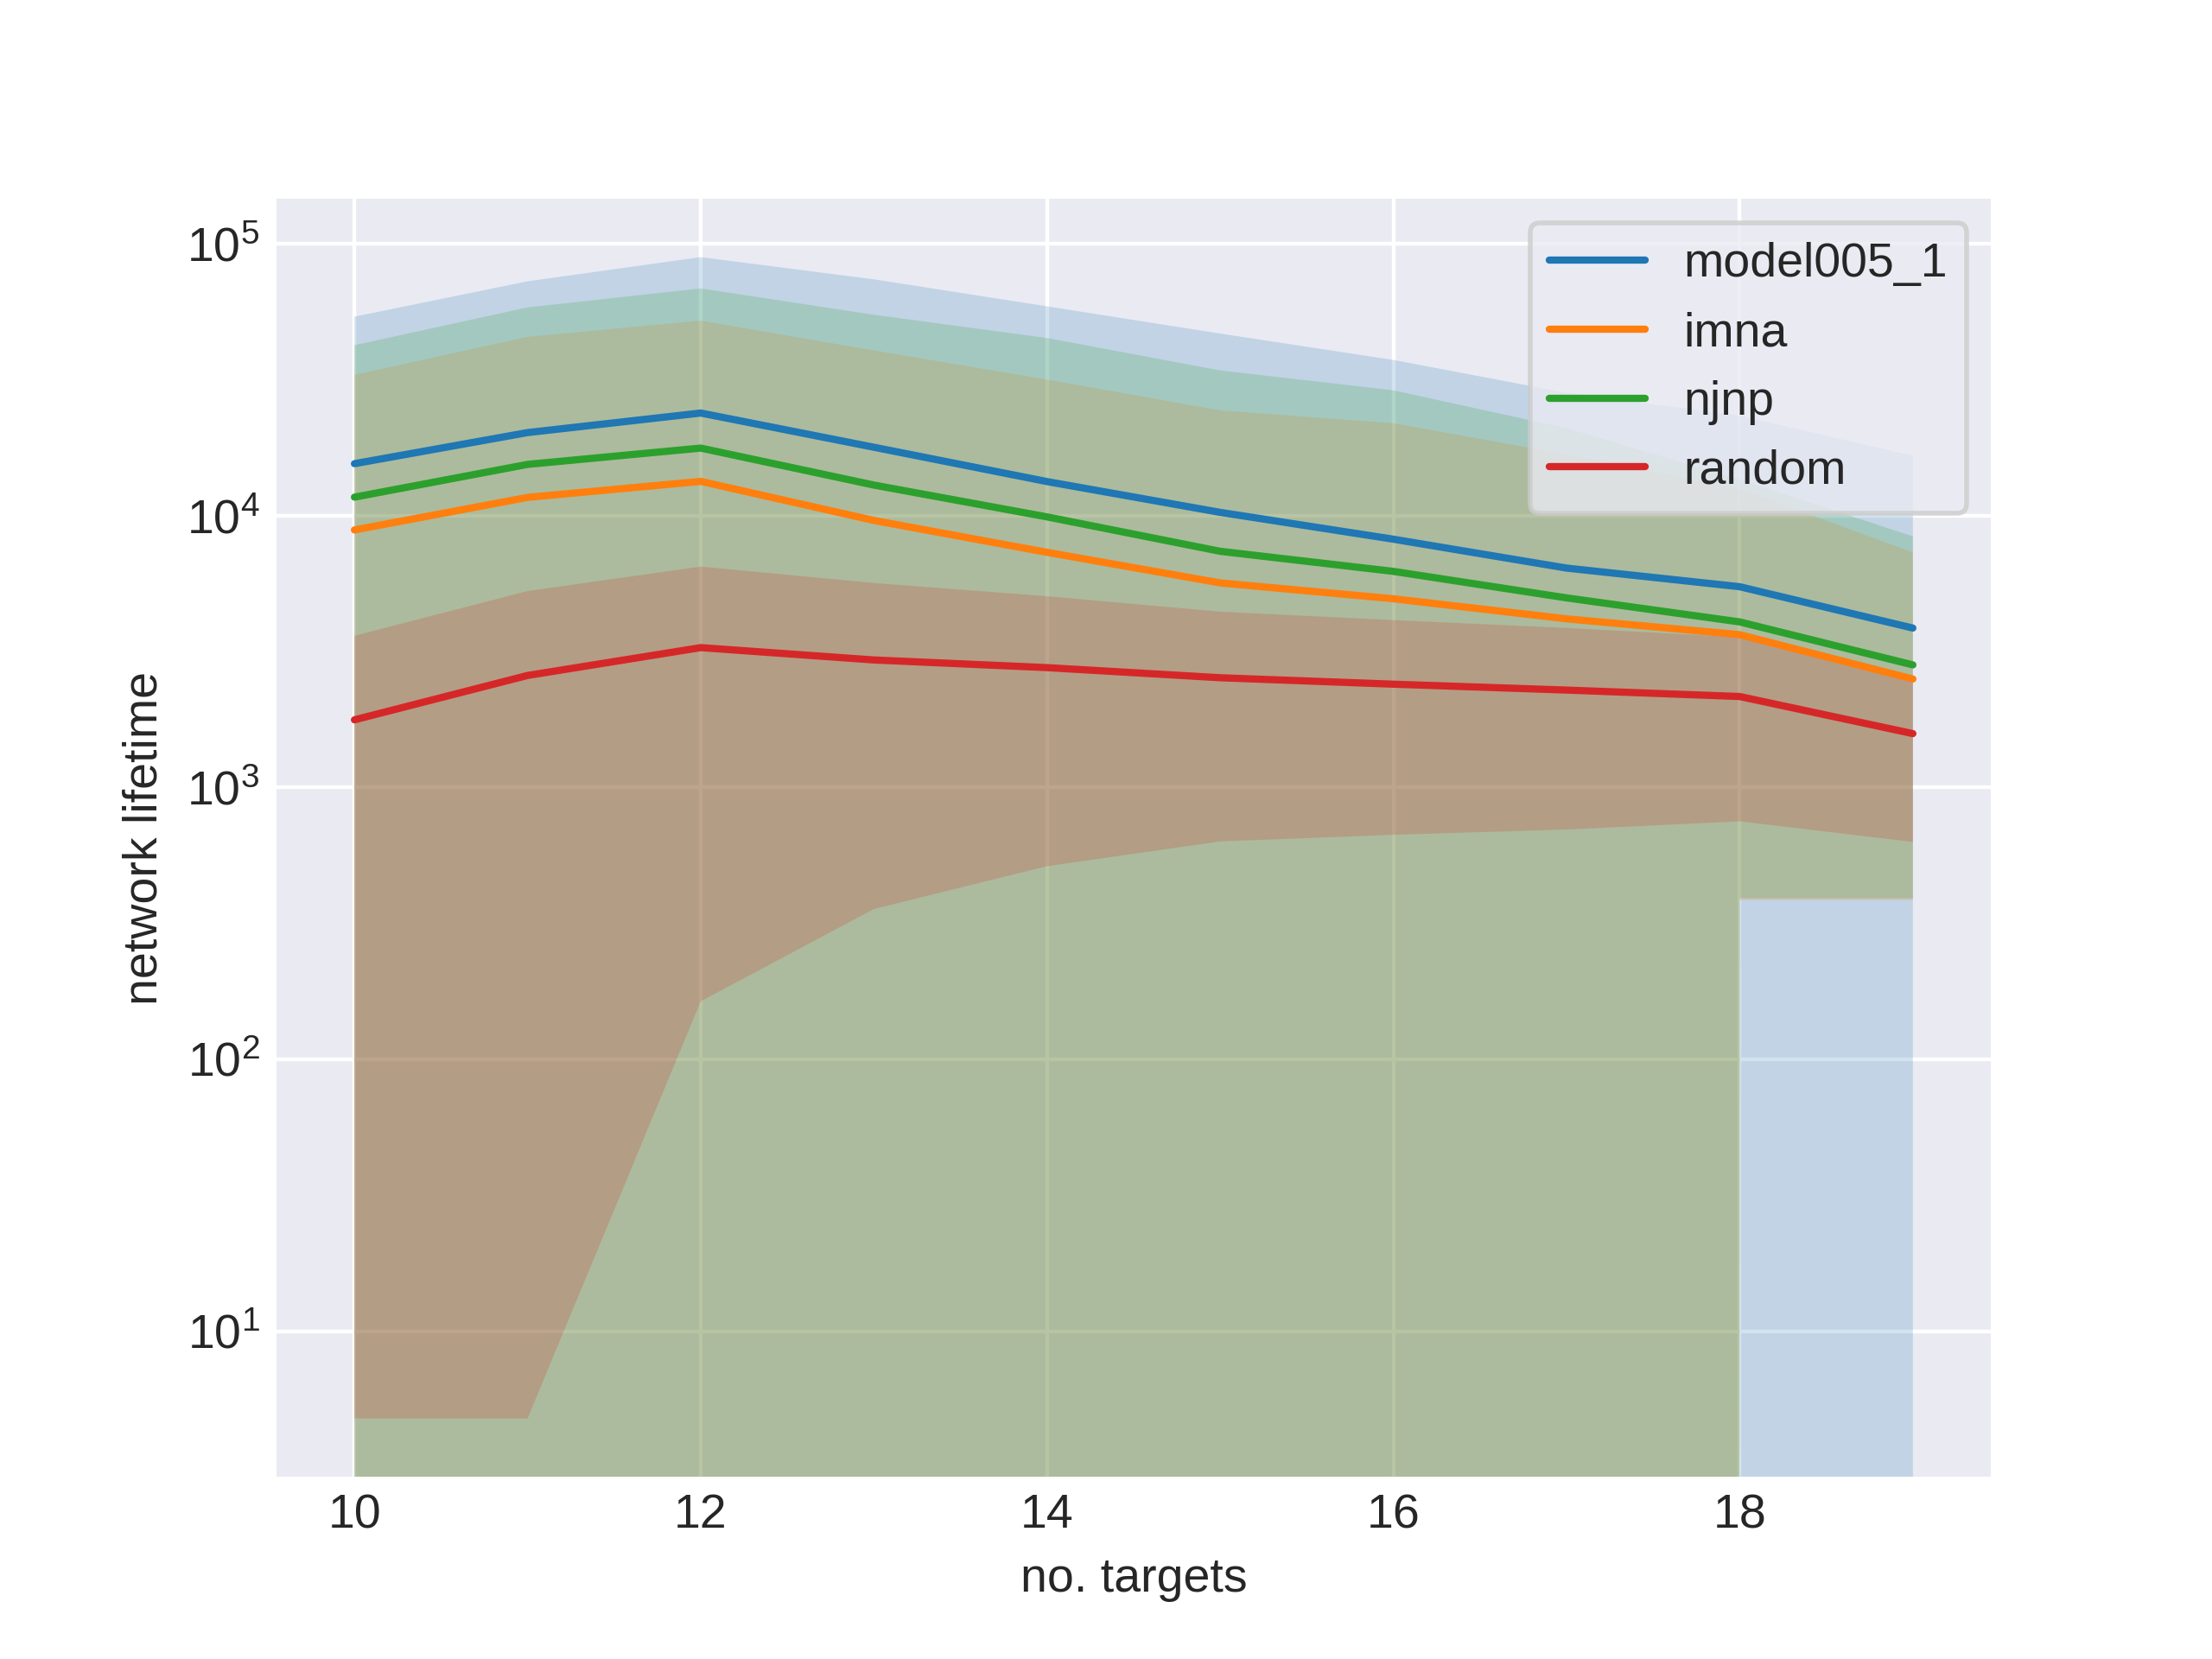 10⁵
10⁴
10³
10²
10¹
network lifetime
10 12 14 16 18
no. targets
model005_1
imna
njnp
random